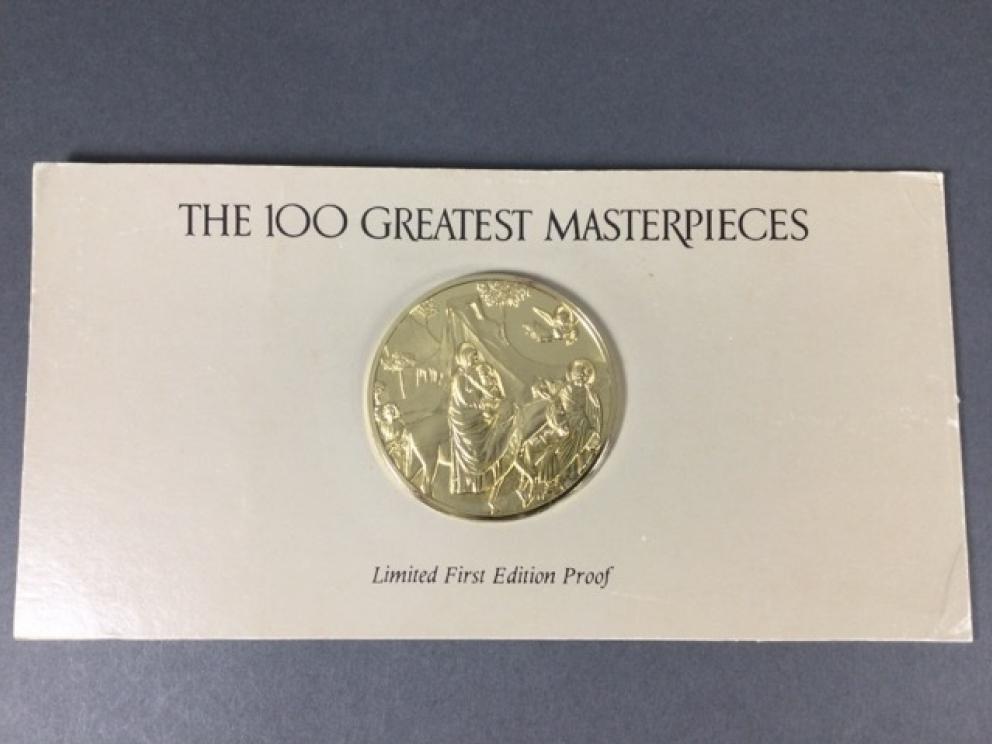 THE 100 GREATEST MASTERPIECES
Limited First Edition Proof